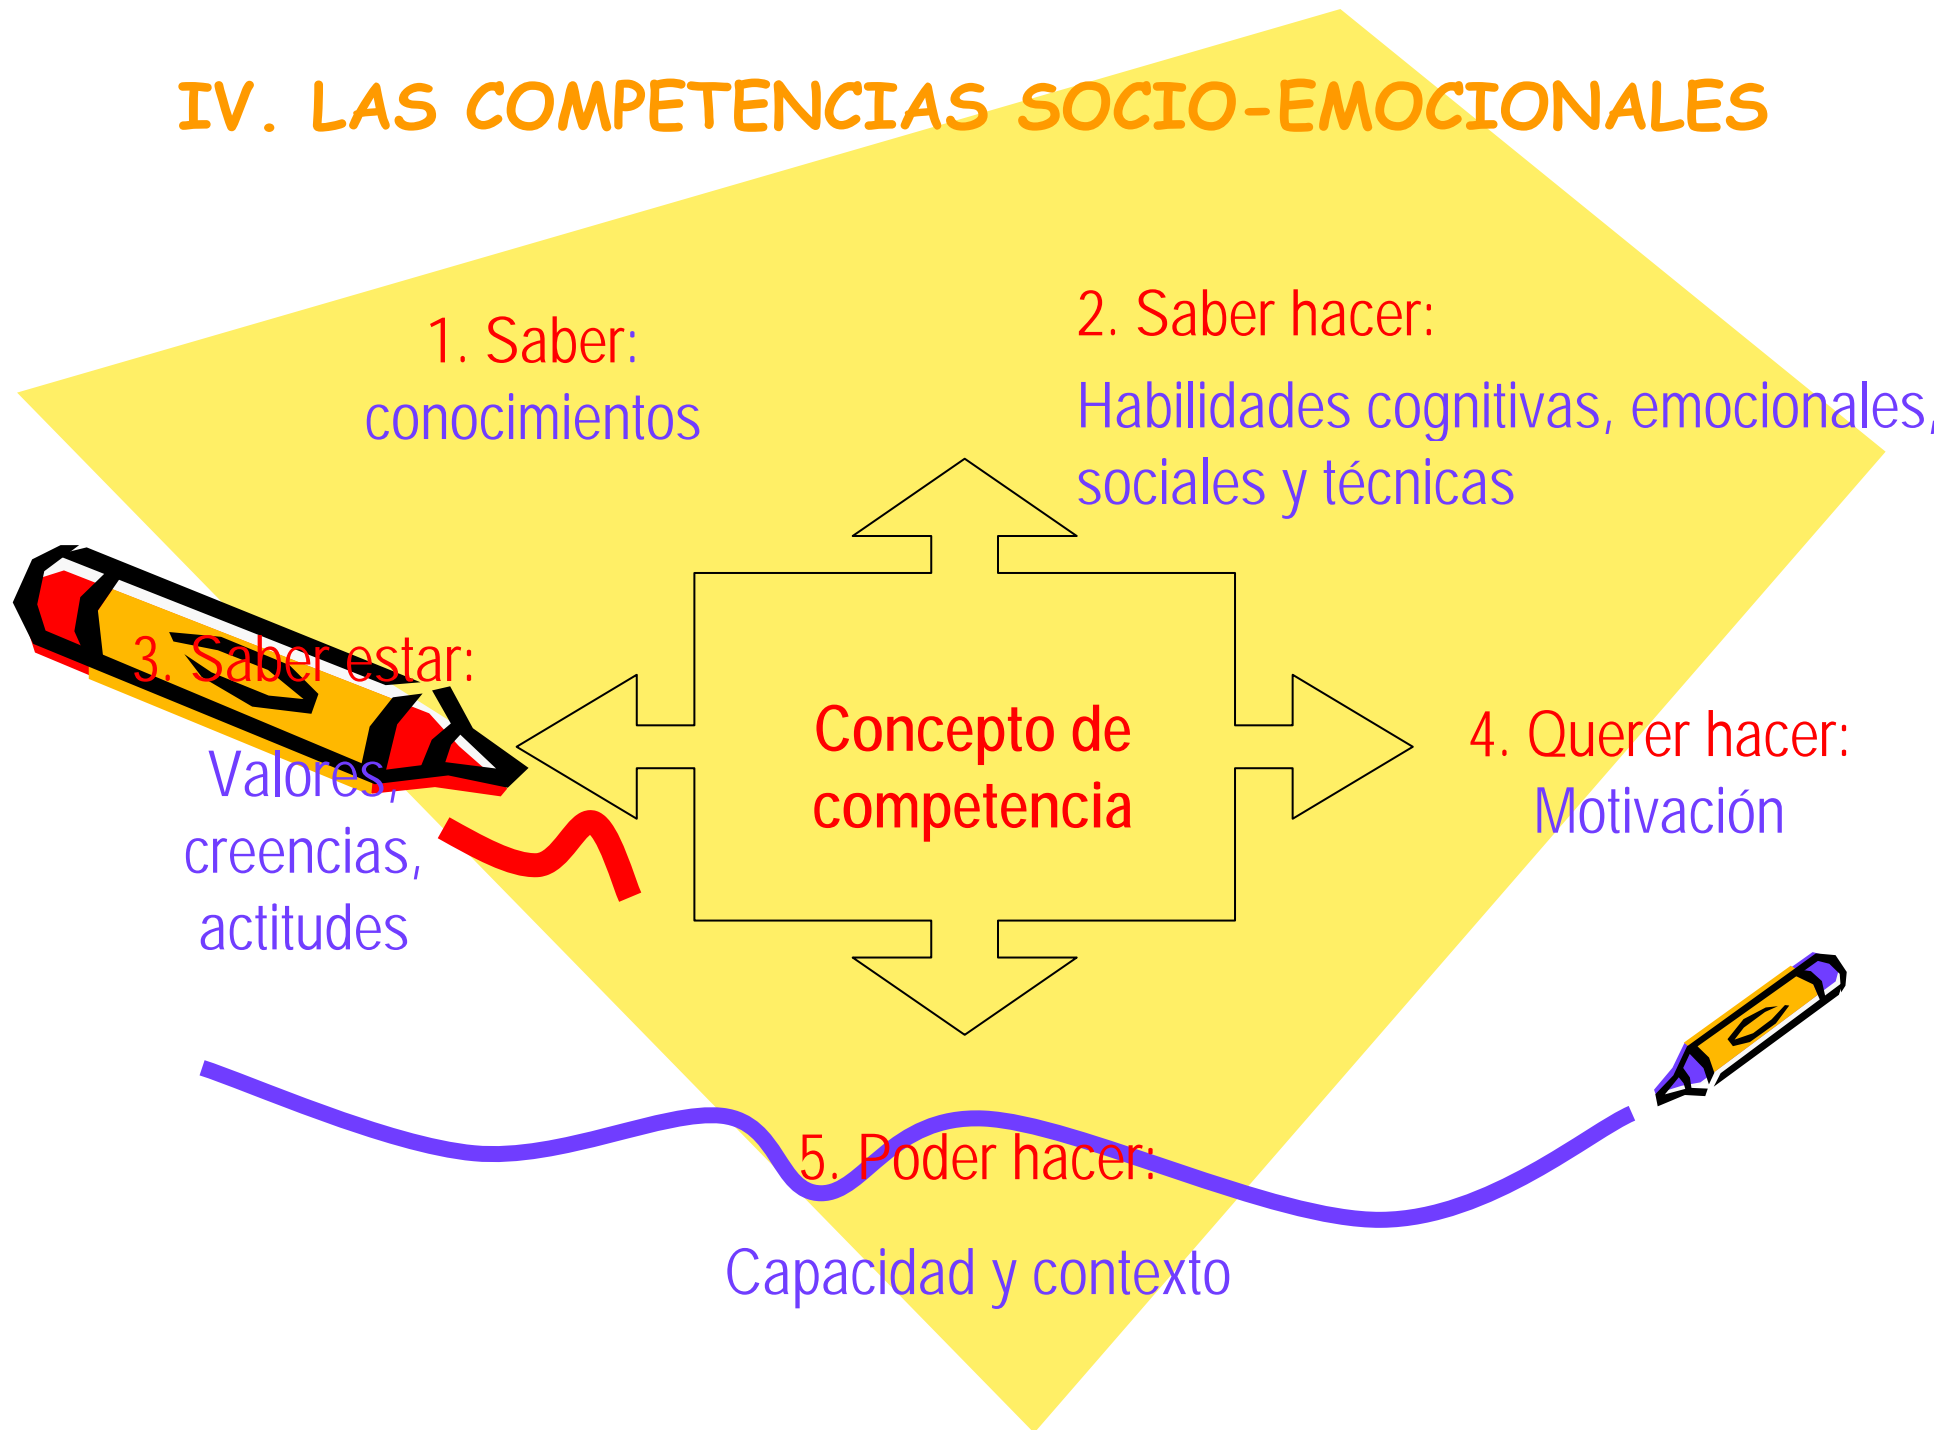 IV. LAS COMPETENCIAS SOCIO-EMOCIONALES
1. Saber:
conocimientos
2. Saber hacer:
Habilidades cognitivas, emocionales,
sociales y técnicas
3. Saber estar:
Valores,
creencias,
actitudes
Concepto de
competencia
4. Querer hacer:
Motivación
5. Poder hacer:
Capacidad y contexto